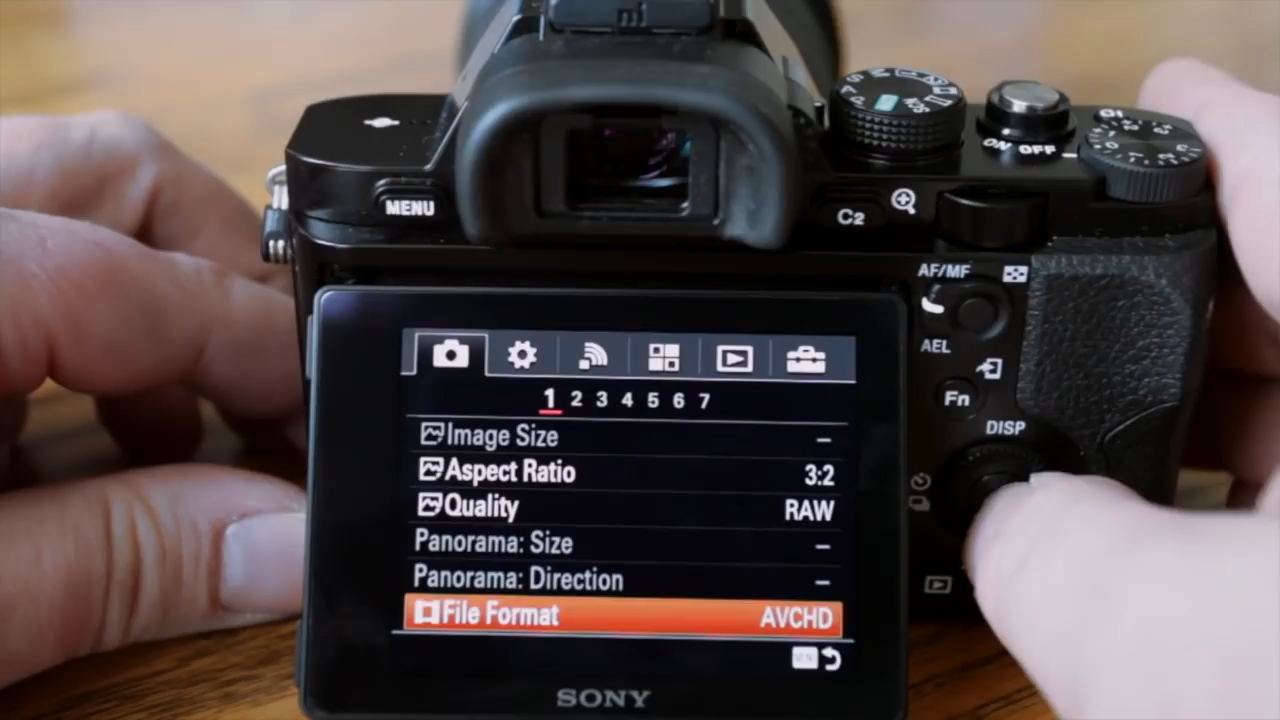 MENU
ON OFF
C2
AF/MF
AEL
Fn
DISP
1 2 3 4 5 6 7
Image Size –
Aspect Ratio 3:2
Quality RAW
Panorama: Size –
Panorama: Direction –
File Format AVCHD
SONY